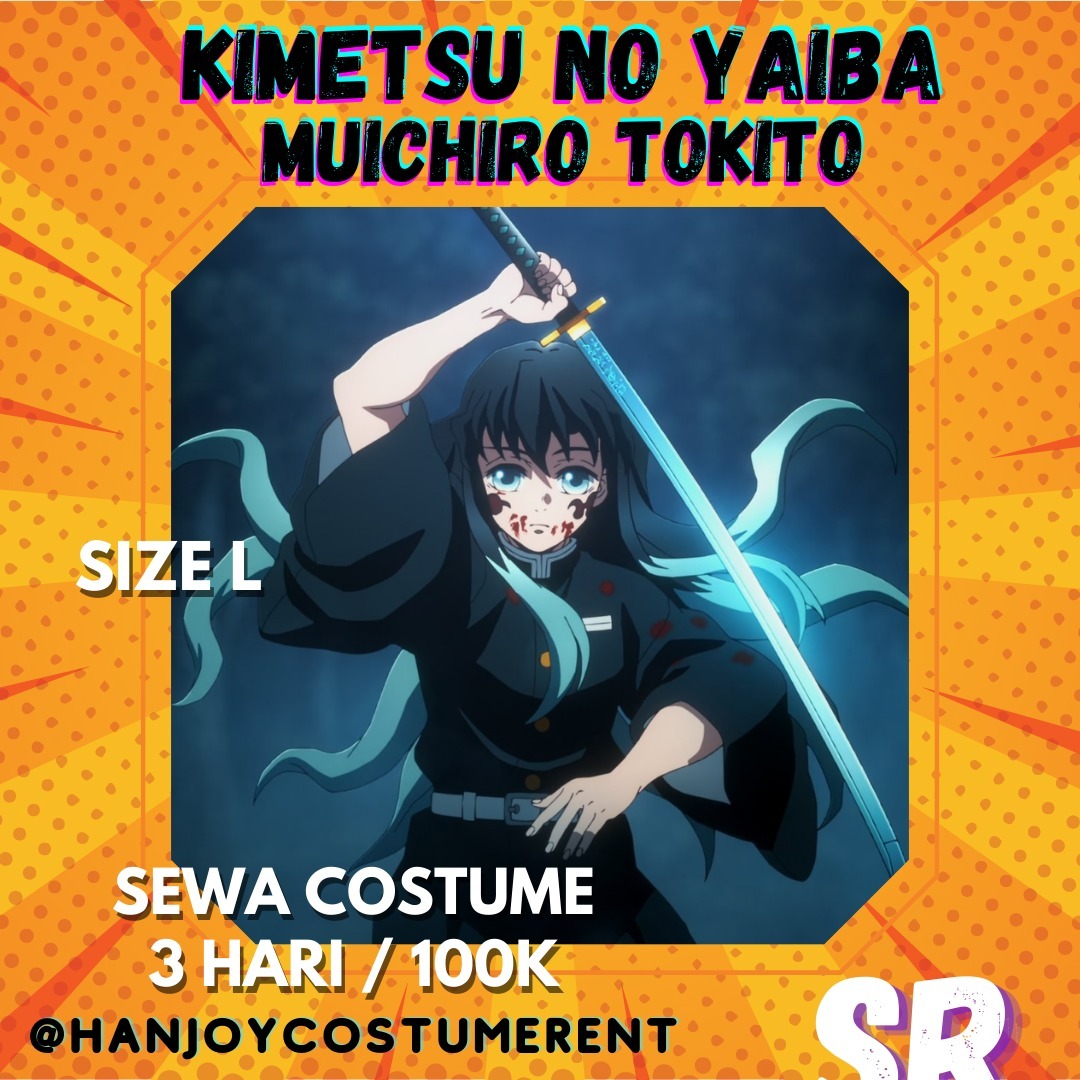 KIMETSU NO YAIBA
MUICHIRO TOKITO
SIZE L
SEWA COSTUME
3 HARI / 100K
@HANJOYCOSTUMERENT
SR